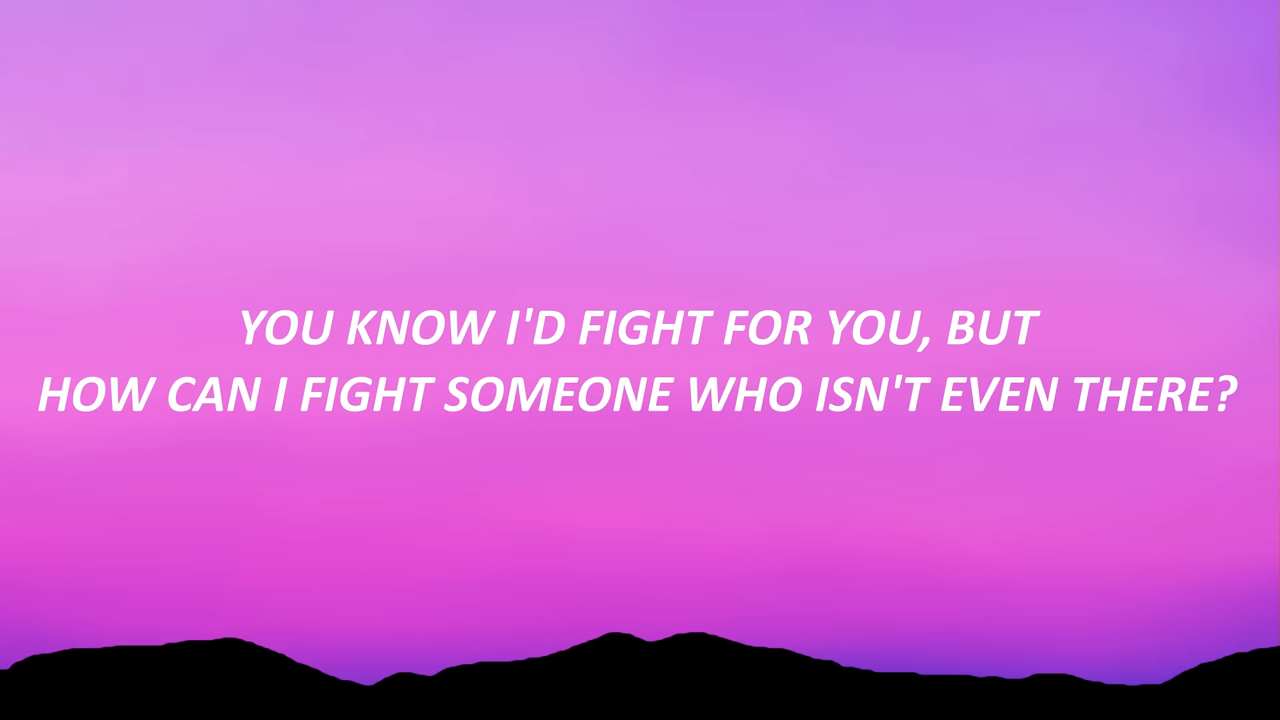 YOU KNOW I'D FIGHT FOR YOU, BUT
HOW CAN I FIGHT SOMEONE WHO ISN'T EVEN THERE?